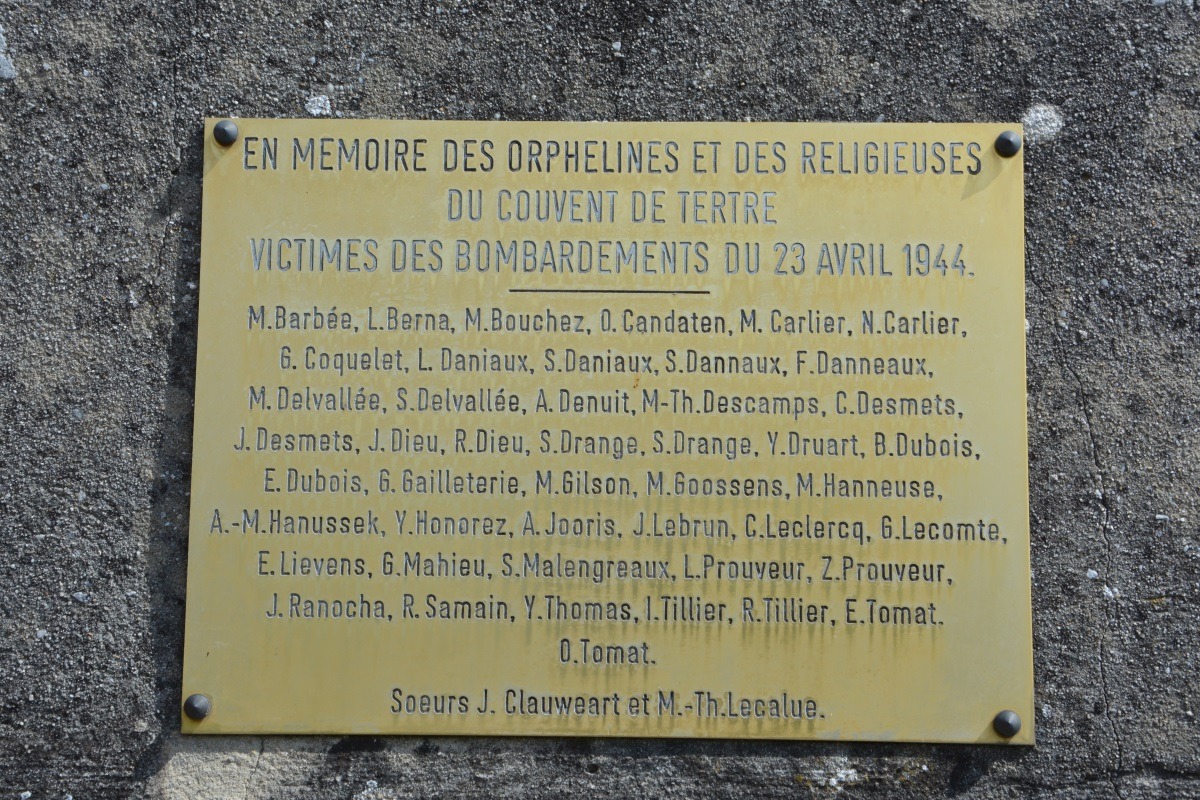 EN MEMOIRE DES ORPHELINES ET DES RELIGIEUSES
DU COUVENT DE TERTRE
VICTIMES DES BOMBARDEMENTS DU 23 AVRIL 1944.
M.Barbée, L.Berna, M.Bouchez, O.Candaten, M. Carlier, N.Carlier,
G. Coquelet, L. Daniaux, S.Daniaux, S.Dannaux, F.Danneaux,
M.Delvallée, S.Delvallée, A.Denuit, M-Th.Descamps, C.Desmets,
J.Desmets, J.Dieu, R.Dieu, S.Drange, S.Drange, Y.Druart, B.Dubois,
E.Dubois, G.Gailleterie, M.Gilson, M.Goossens, M.Hanneuse,
A.-M.Hanussek, Y.Honorez, A.Jooris, J.Lebrun, C.Leclercq, G.Lecomte,
E.Lievens, G.Mahieu, S.Malengreaux, L.Prouveur, Z.Prouveur,
J.Ranocha, R.Samain, Y.Thomas, I.Tillier, R.Tillier, E.Tomat.
O.Tomat.
Soeurs J. Clauweart et M.-Th.Lecalue.